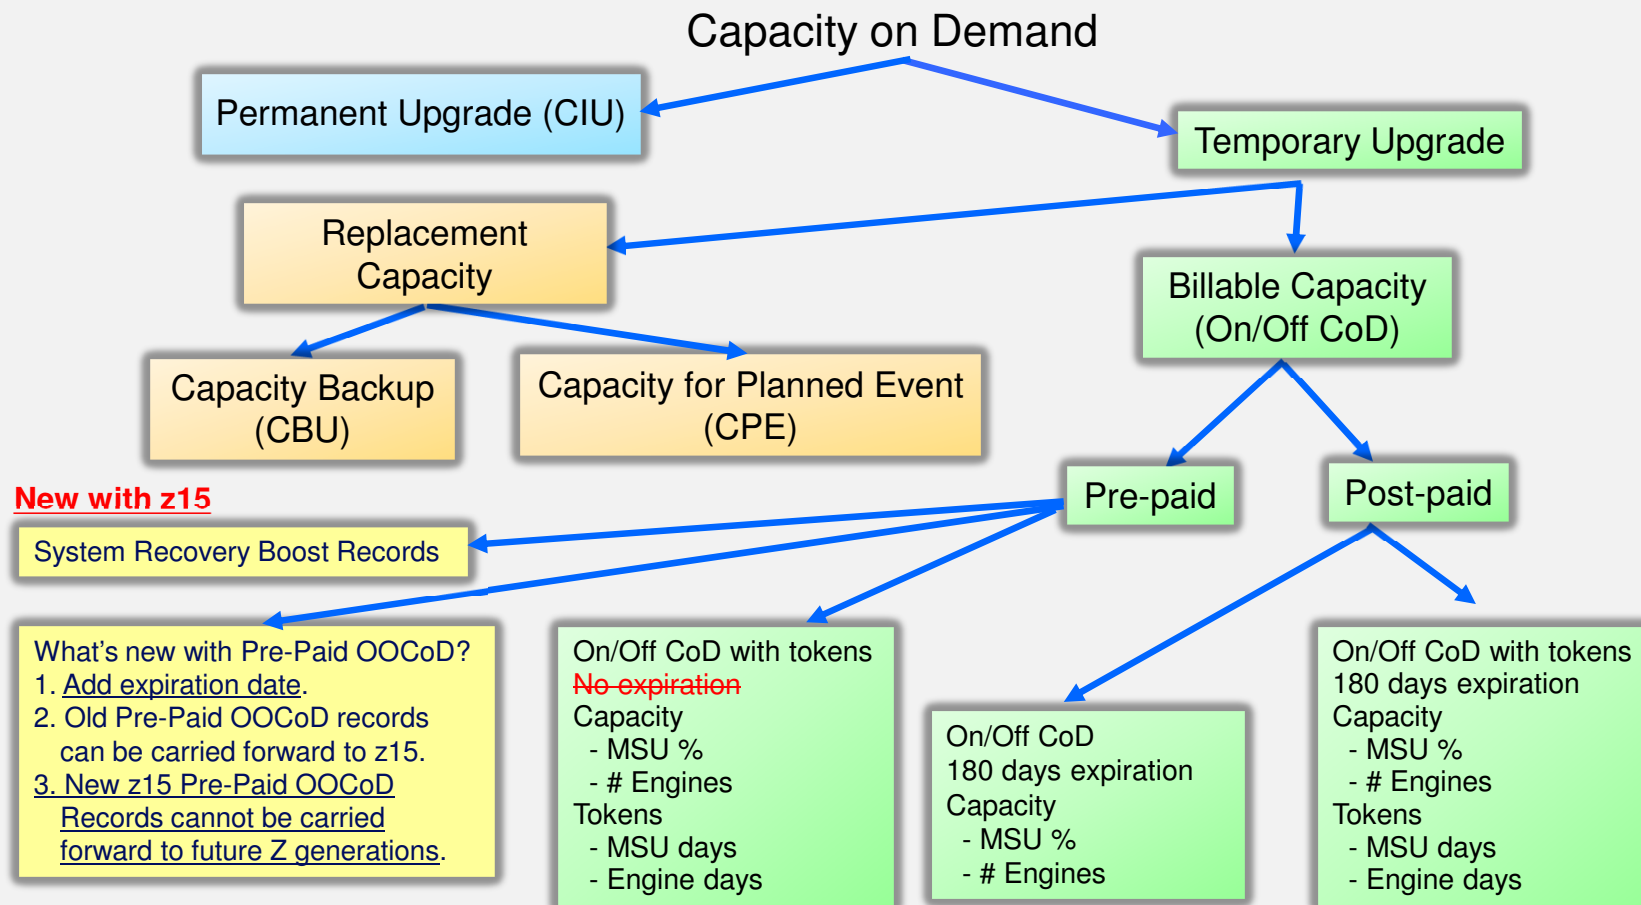 Capacity on Demand
Permanent Upgrade (CIU)
Temporary Upgrade
Replacement
Capacity
Billable Capacity
(On/Off CoD)
Capacity Backup
(CBU)
Capacity for Planned Event
(CPE)
Pre-paid
Post-paid
New with z15
System Recovery Boost Records
What's new with Pre-Paid OOCoD?
1. Add expiration date.
2. Old Pre-Paid OOCoD records
can be carried forward to z15.
3. New z15 Pre-Paid OOCoD
Records cannot be carried
forward to future Z generations.
On/Off CoD with tokens
No expiration
Capacity
- MSU %
- # Engines
Tokens
- MSU days
- Engine days
On/Off CoD
180 days expiration
Capacity
- MSU %
- # Engines
On/Off CoD with tokens
180 days expiration
Capacity
- MSU %
- # Engines
Tokens
- MSU days
- Engine days